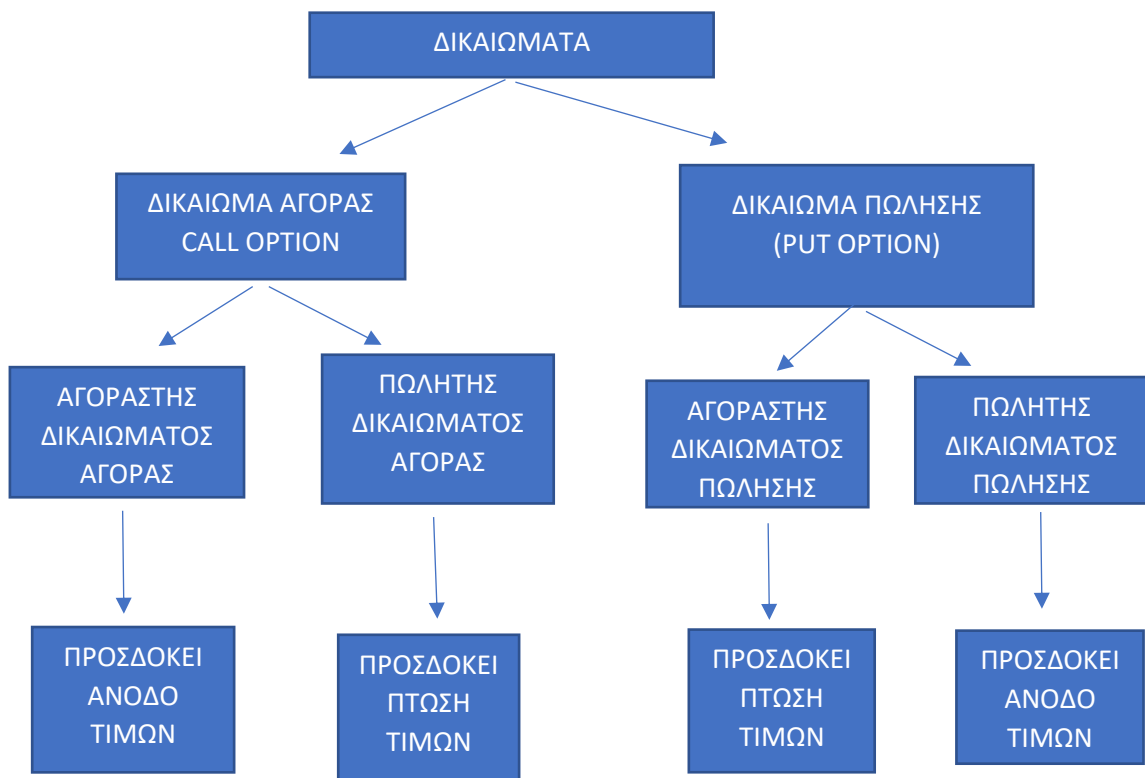 ΔΙΚΑΙΩΜΑΤΑ
ΔΙΚΑΙΩΜΑ ΑΓΟΡΑΣ
CALL OPTION
ΔΙΚΑΙΩΜΑ ΠΩΛΗΣΗΣ
(PUT OPTION)
ΑΓΟΡΑΣΤΗΣ
ΔΙΚΑΙΩΜΑΤΟΣ
ΑΓΟΡΑΣ
ΠΩΛΗΤΗΣ
ΔΙΚΑΙΩΜΑΤΟΣ
ΑΓΟΡΑΣ
ΑΓΟΡΑΣΤΗΣ
ΔΙΚΑΙΩΜΑΤΟΣ
ΠΩΛΗΣΗΣ
ΠΩΛΗΤΗΣ
ΔΙΚΑΙΩΜΑΤΟΣ
ΠΩΛΗΣΗΣ
ΠΡΟΣΔΟΚΕΙ
ΑΝΟΔΟ
ΤΙΜΩΝ
ΠΡΟΣΔΟΚΕΙ
ΠΤΩΣΗ
ΤΙΜΩΝ
ΠΡΟΣΔΟΚΕΙ
ΠΤΩΣΗ
ΤΙΜΩΝ
ΠΡΟΣΔΟΚΕΙ
ΑΝΟΔΟ
ΤΙΜΩΝ